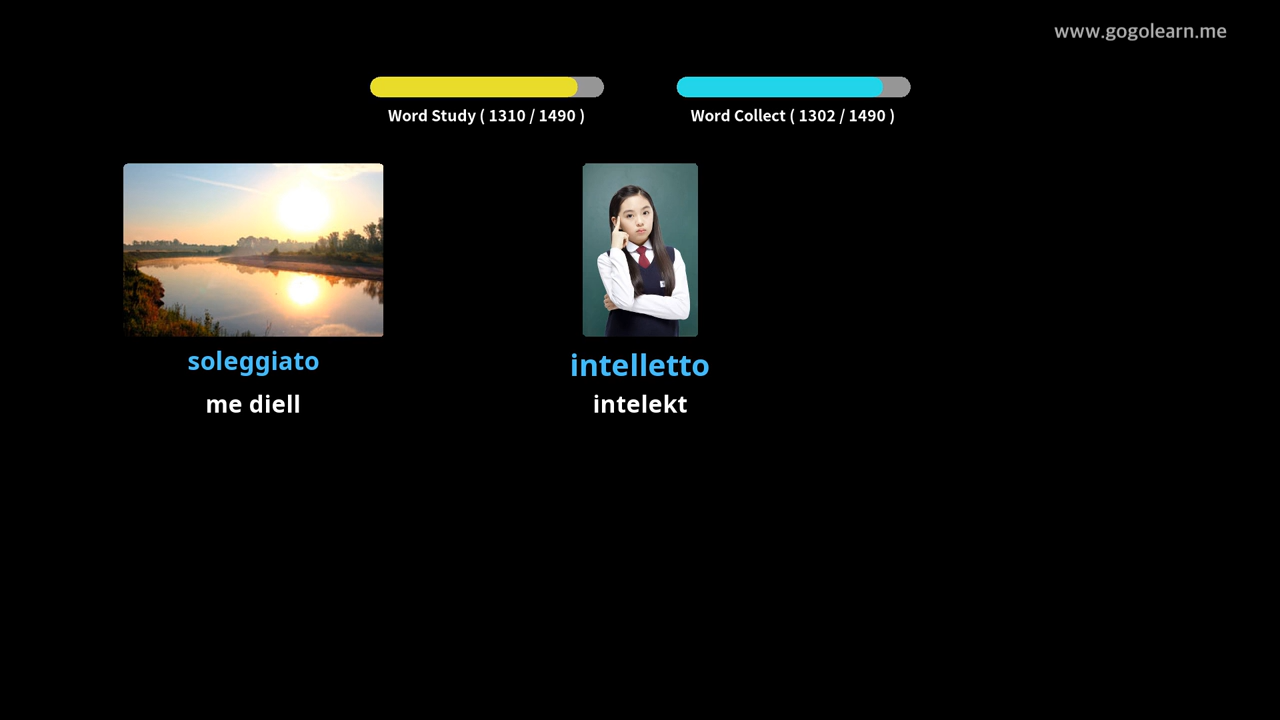 www.gogolearn.me
Word Study ( 1310 / 1490 )
Word Collect ( 1302 / 1490 )
soleggiato
me diell
intelletto
intelekt